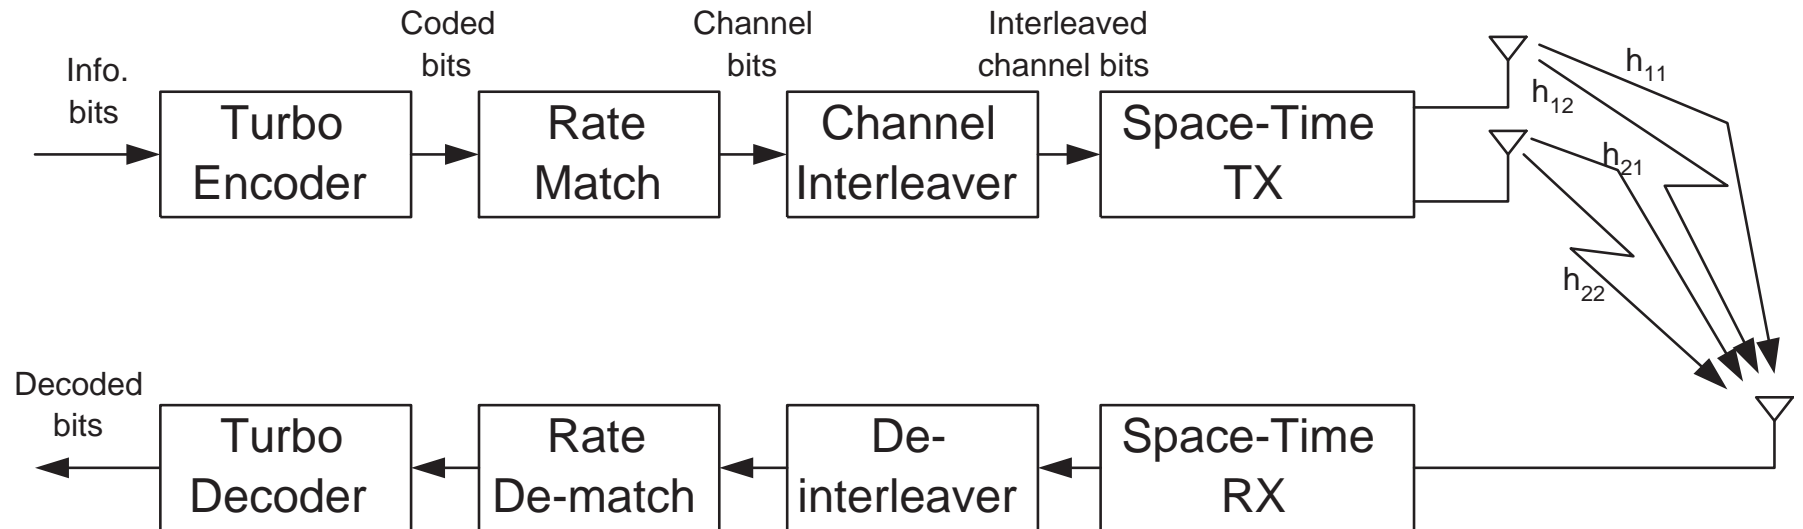 Info.
bits
Coded
bits
Channel
bits
Interleaved
channel bits
Turbo
Encoder
Rate
Match
Channel
Interleaver
Space-Time
TX
h11
h12
h21
h22
Decoded
bits
Turbo
Decoder
Rate
De-match
De-
interleaver
Space-Time
RX